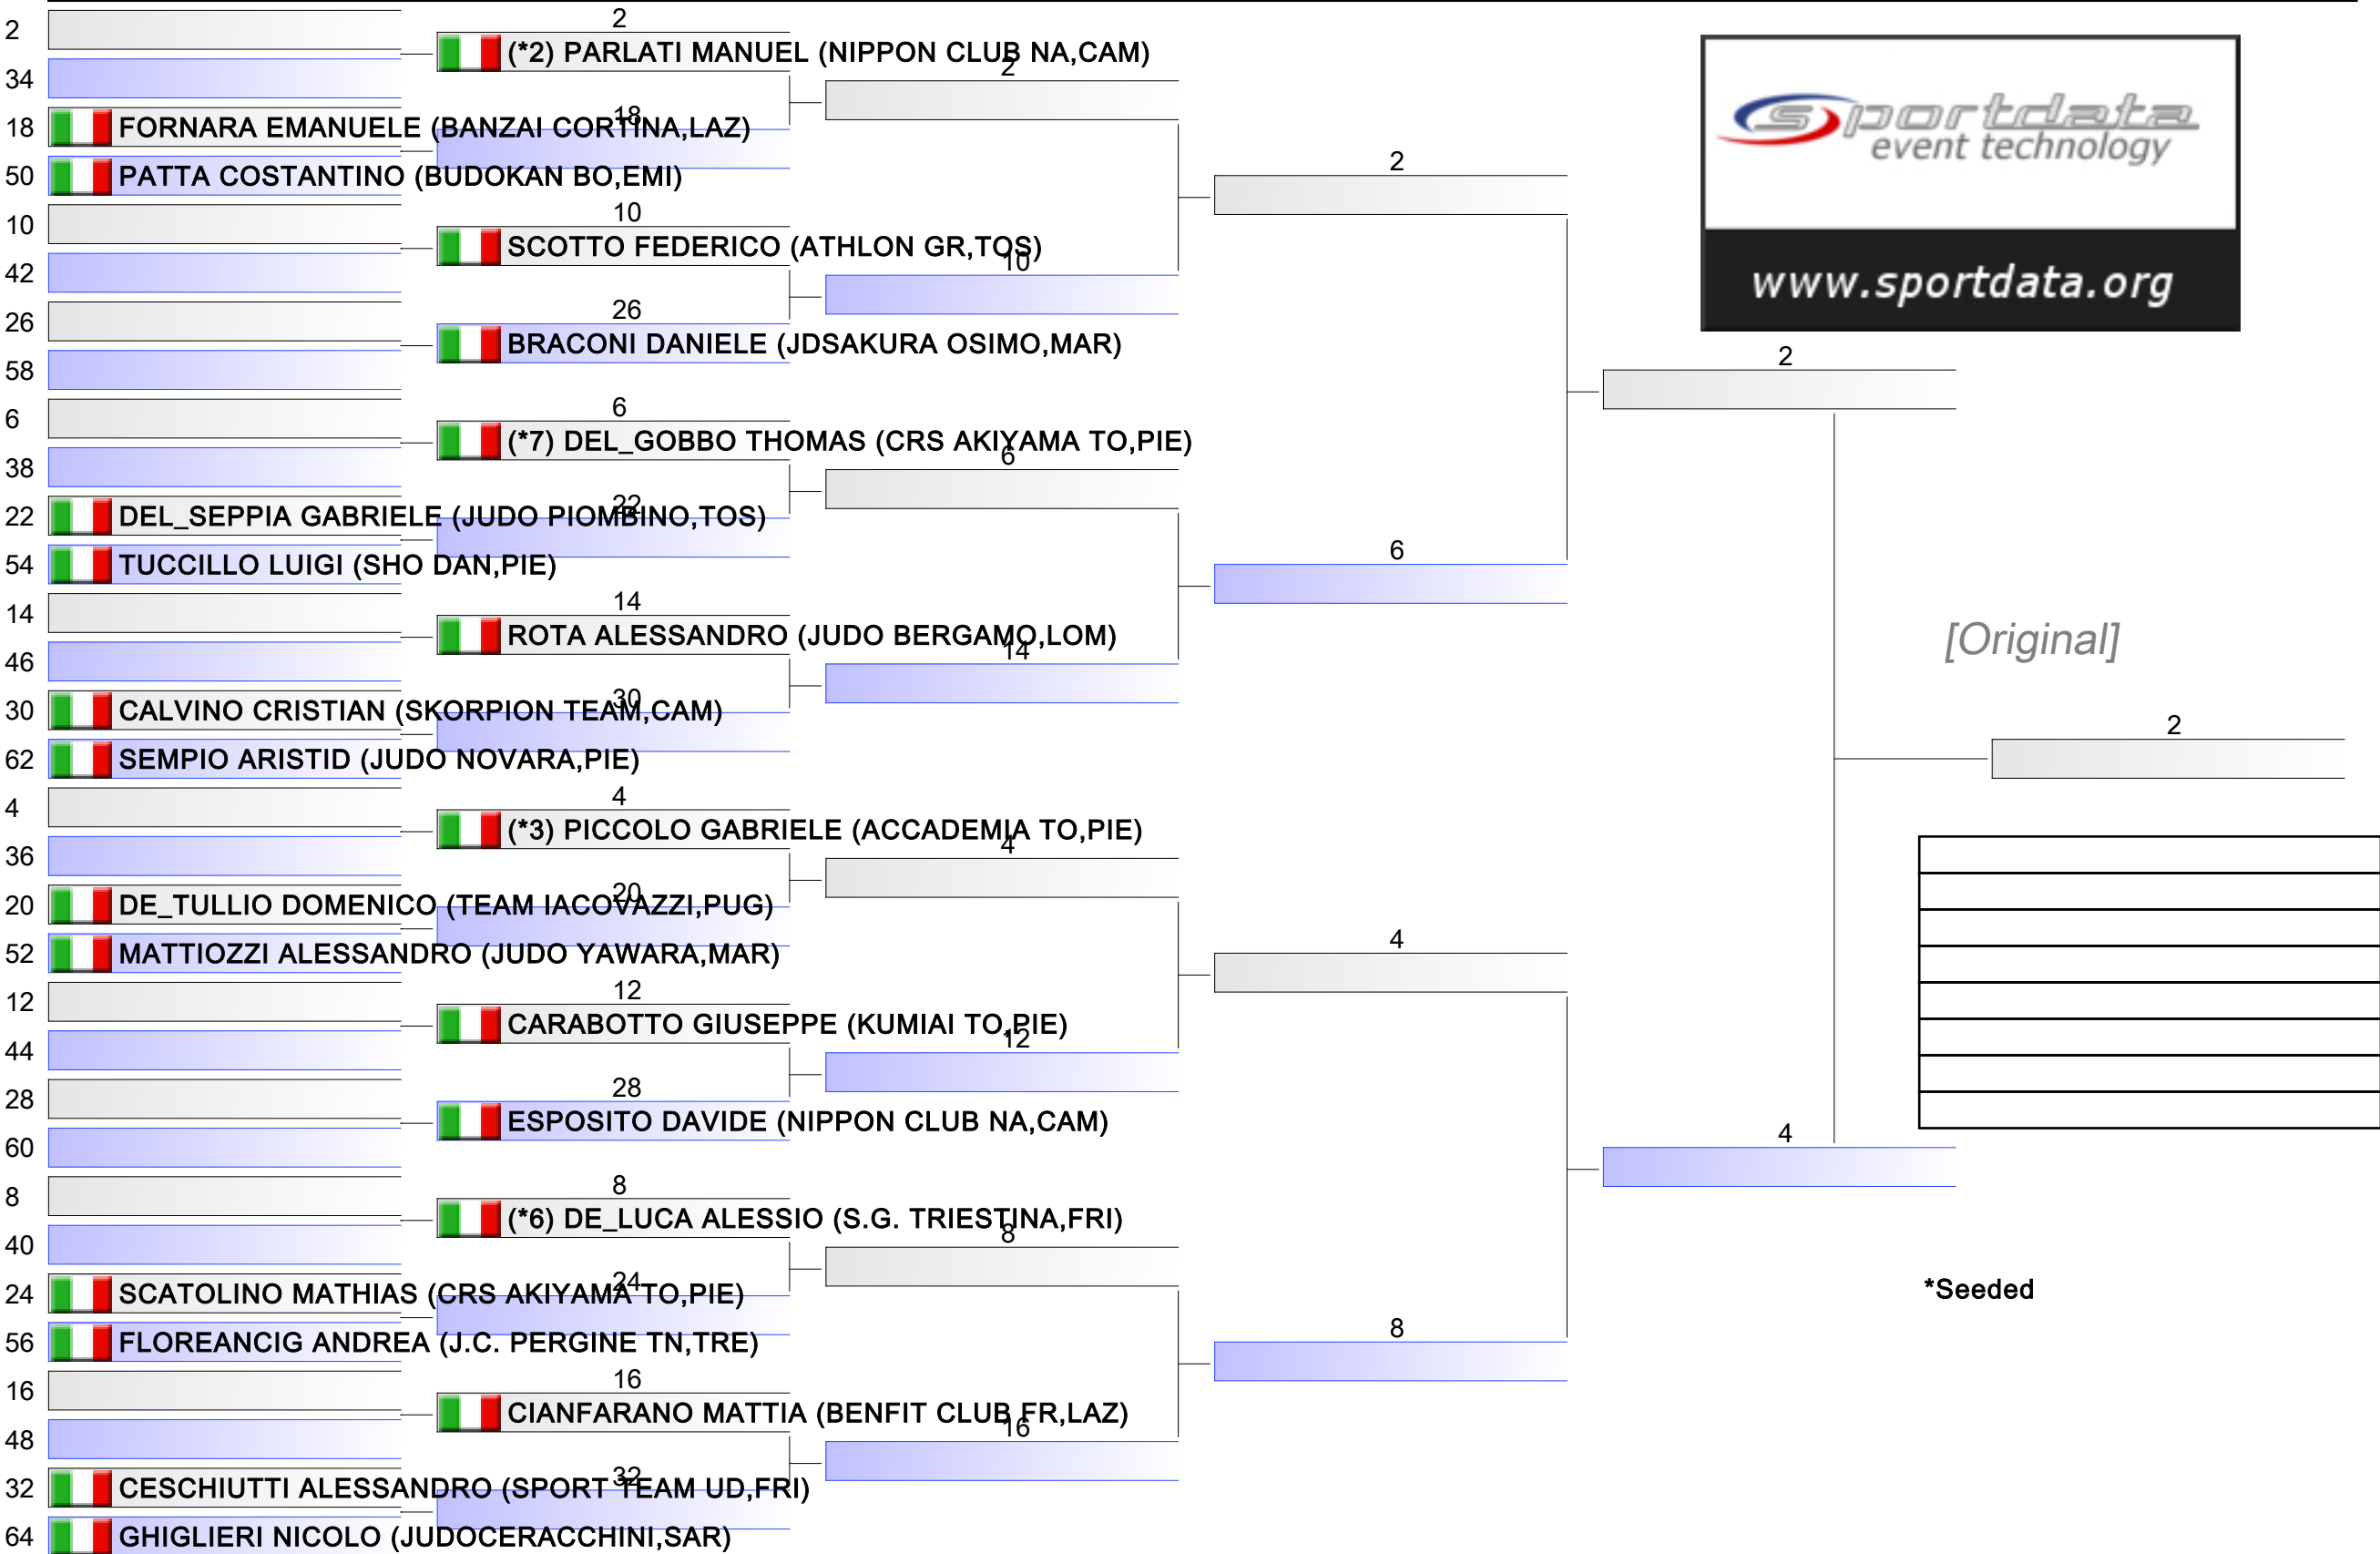 2
2
(*2) PARLATI MANUEL (NIPPON CLUB NA,CAM)
34
2
18
18
FORNARA EMANUELE (BANZAI CORTINA,LAZ)
50
PATTA COSTANTINO (BUDOKAN BO,EMI)
2
sportdata
event technology
www.sportdata.org
10
10
SCOTTO FEDERICO (ATHLON GR,TOS)
42
10
26
26
BRACONI DANIELE (JDSAKURA OSIMO,MAR)
58
2
6
6
(*7) DEL_GOBBO THOMAS (CRS AKIYAMA TO,PIE)
38
6
22
22
DEL_SEPPIA GABRIELE (JUDO PIOMBINO,TOS)
54
TUCCILLO LUIGI (SHO DAN,PIE)
6
14
14
ROTA ALESSANDRO (JUDO BERGAMO,LOM)
46
14
[Original]
30
30
CALVINO CRISTIAN (SKORPION TEAM,CAM)
62
SEMPIO ARISTID (JUDO NOVARA,PIE)
2
4
4
(*3) PICCOLO GABRIELE (ACCADEMIA TO,PIE)
36
4
20
20
DE_TULLIO DOMENICO (TEAM IACOVAZZI,PUG)
52
MATTIOZZI ALESSANDRO (JUDO YAWARA,MAR)
4
12
12
CARABOTTO GIUSEPPE (KUMIAI TO,PIE)
44
12
28
28
ESPOSITO DAVIDE (NIPPON CLUB NA,CAM)
60
4
8
8
(*6) DE_LUCA ALESSIO (S.G. TRIESTINA,FRI)
40
8
24
24
SCATOLINO MATHIAS (CRS AKIYAMA TO,PIE)
*Seeded
56
FLOREANCIG ANDREA (J.C. PERGINE TN,TRE)
8
16
16
CIANFARANO MATTIA (BENFIT CLUB FR,LAZ)
48
16
32
32
CESCHIUTTI ALESSANDRO (SPORT TEAM UD,FRI)
64
GHIGLIERI NICOLO (JUDOCERACCHINI,SAR)